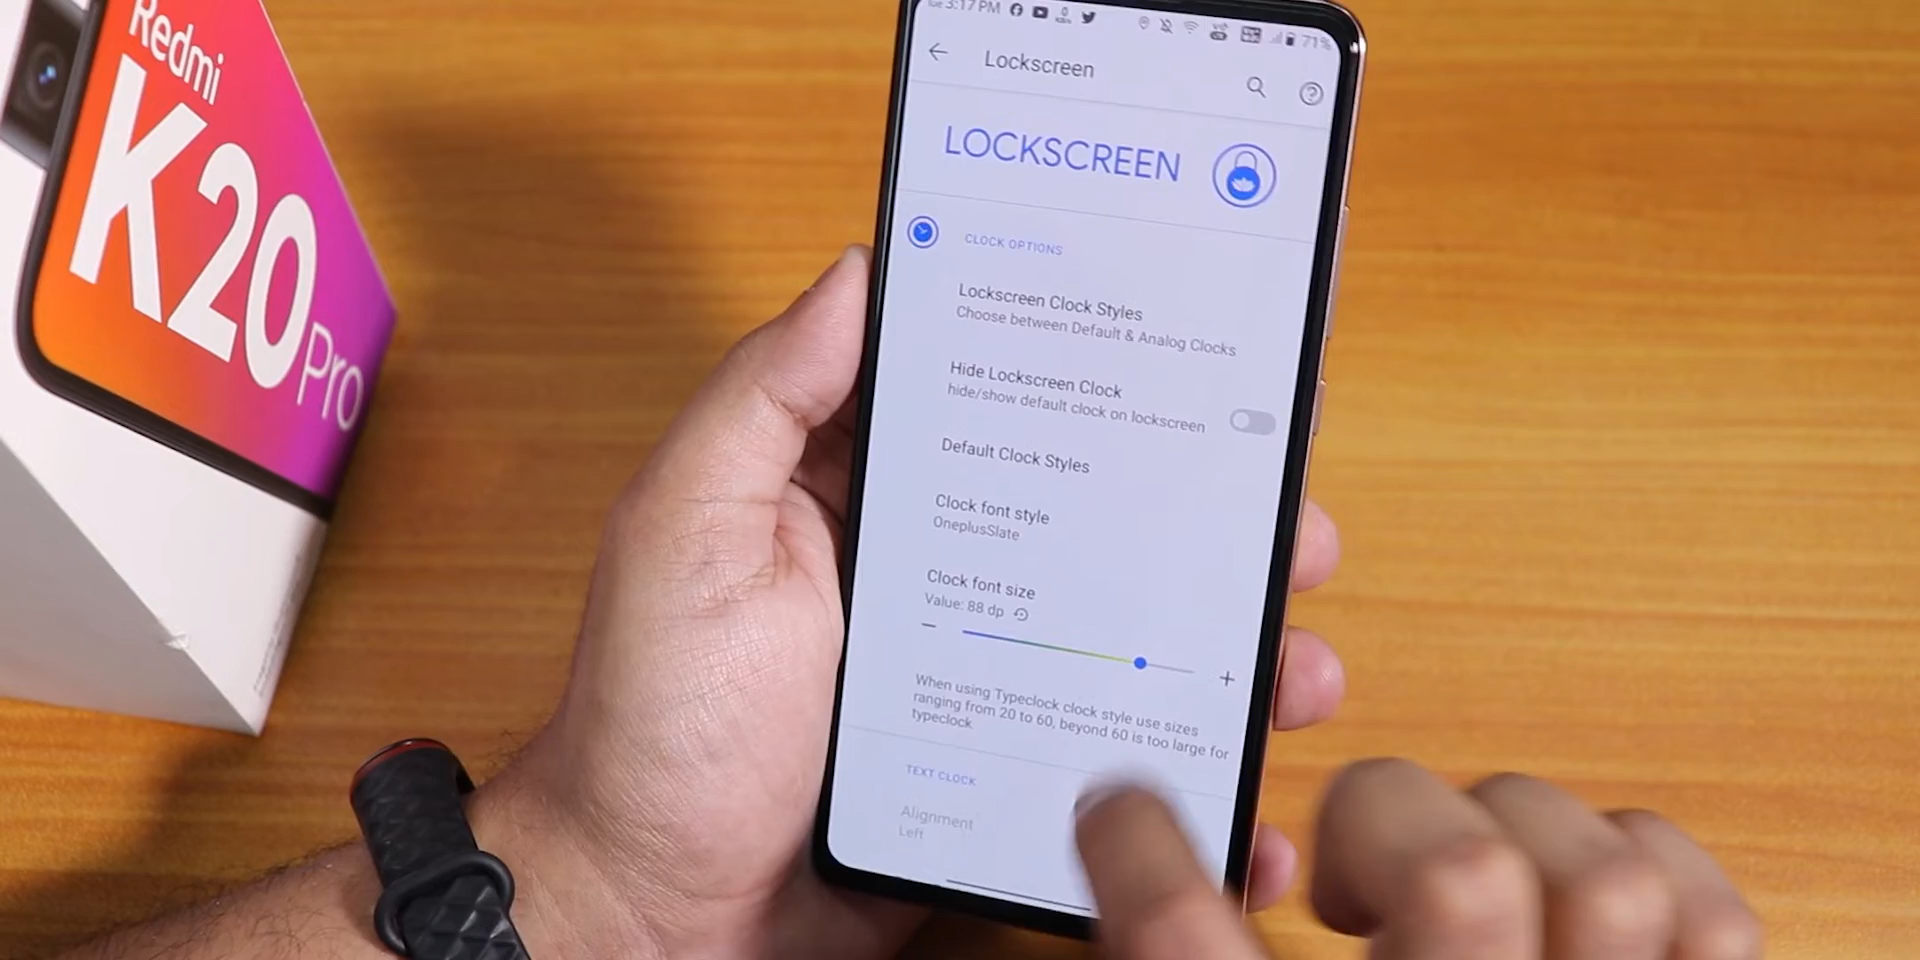 Redmi
K20 Pro
Tue 3:17 PM
71%
Lockscreen
LOCKSCREEN
CLOCK OPTIONS
Lockscreen Clock Styles
Choose between Default & Analog Clocks
Hide Lockscreen Clock
hide/show default clock on lockscreen
Default Clock Styles
Clock font style
OneplusSlate
Clock font size
Value: 88 dp
When using Typeclock clock style use sizes
ranging from 20 to 60, beyond 60 is too large for
typeclock
TEXT CLOCK
Alignment
Left